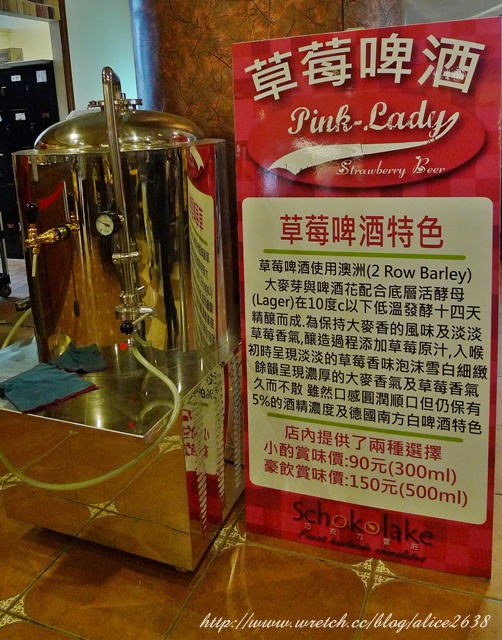 草莓啤酒
Pink-Lady
Strawberry Beer
草莓啤酒特色
草莓啤酒使用澳洲(2 Row Barley)
大麥芽與啤酒花配合底層活酵母
(Lager)在10度c以下低溫發酵十四天
精釀而成.為保持大麥香的風味及淡淡
草莓香氣,釀造過程添加草莓原汁,入喉
初時呈現淡淡的草莓香味泡沫雪白細緻
餘韻呈現濃厚的大麥香氣及草莓香氣
久而不散 雖然口感圓潤順口但仍保有
5%的酒精濃度及德國南方白啤酒特色
店內提供了兩種選擇
小酌賞味價:90元(300ml)
豪飲賞味價:150元(500ml)
Schokolake
巧克力雲莊
http://www.wretch.cc/blog/alice2638